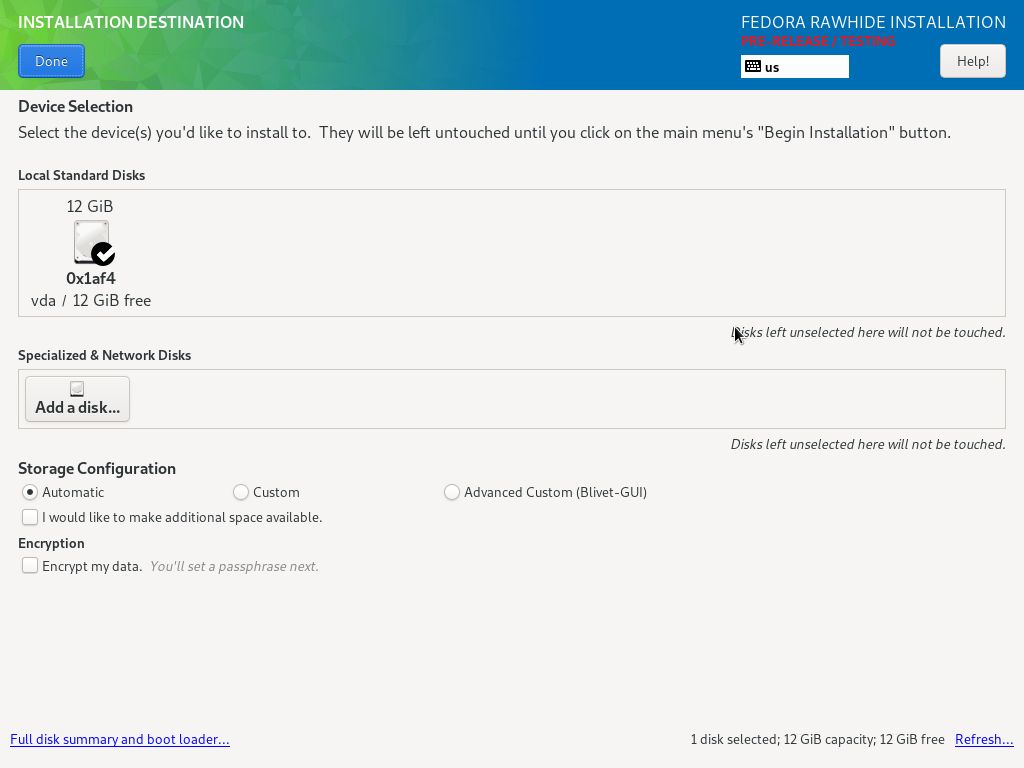 INSTALLATION DESTINATION
FEDORA RAWHIDE INSTALLATION
PRE-RELEASE / TESTING
Done
us
Help!
Device Selection
Select the device(s) you'd like to install to.  They will be left untouched until you click on the main menu's "Begin Installation" button.
Local Standard Disks
12 GiB
0x1af4
vda / 12 GiB free
Disks left unselected here will not be touched.
Specialized & Network Disks
Add a disk...
Disks left unselected here will not be touched.
Storage Configuration
Automatic
Custom
Advanced Custom (Blivet-GUI)
I would like to make additional space available.
Encryption
Encrypt my data. You'll set a passphrase next.
Full disk summary and boot loader...
1 disk selected; 12 GiB capacity; 12 GiB free
Refresh...